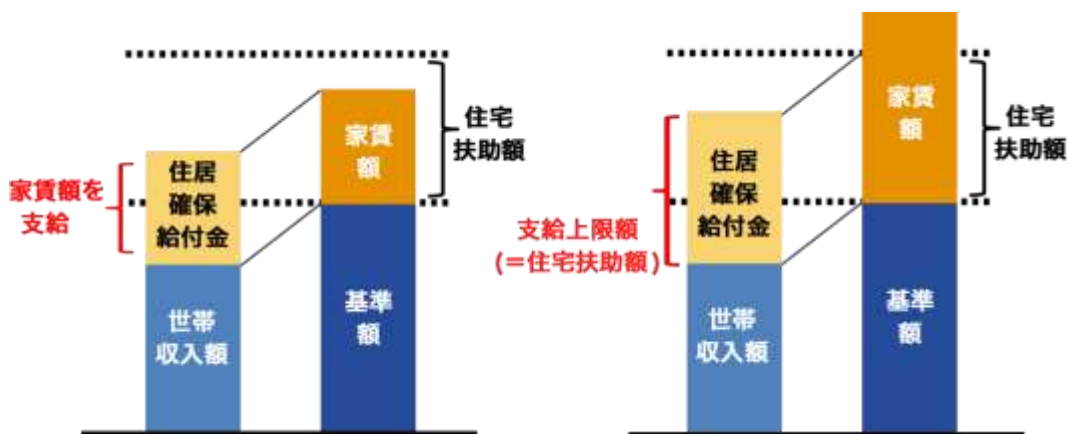 家賃額を
支給
住居
確保
給付金
世帯
収入額
家賃
額
基準
額
住宅
扶助額
支給上限額
(=住宅扶助額)
住居
確保
給付金
世帯
収入額
家賃
額
基準
額
住宅
扶助額